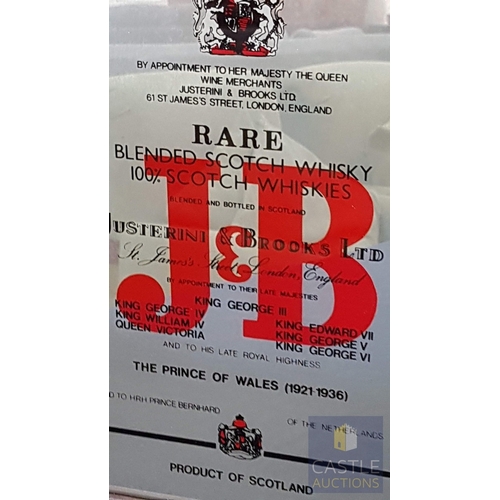 BY APPOINTMENT TO HER MAJESTY THE QUEEN
WINE MERCHANTS
JUSTERINI & BROOKS LTD.
61 ST JAMES'S STREET, LONDON, ENGLAND
RARE
BLENDED SCOTCH WHISKY
100% SCOTCH WHISKIES
J&B
BLENDED AND BOTTLED IN SCOTLAND
JUSTERINI & BROOKS LTD
St. James's Street, London, England
BY APPOINTMENT TO THEIR LATE MAJESTIES
KING GEORGE III
KING GEORGE IV KING EDWARD VII
KING WILLIAM IV KING GEORGE V
QUEEN VICTORIA KING GEORGE VI
AND TO HIS LATE ROYAL HIGHNESS
THE PRINCE OF WALES (1921-1936)
D TO HRH PRINCE BERNHARD OF THE NETHERLANDS
PRODUCT OF SCOTLAND
CASTLE
AUCTIONS